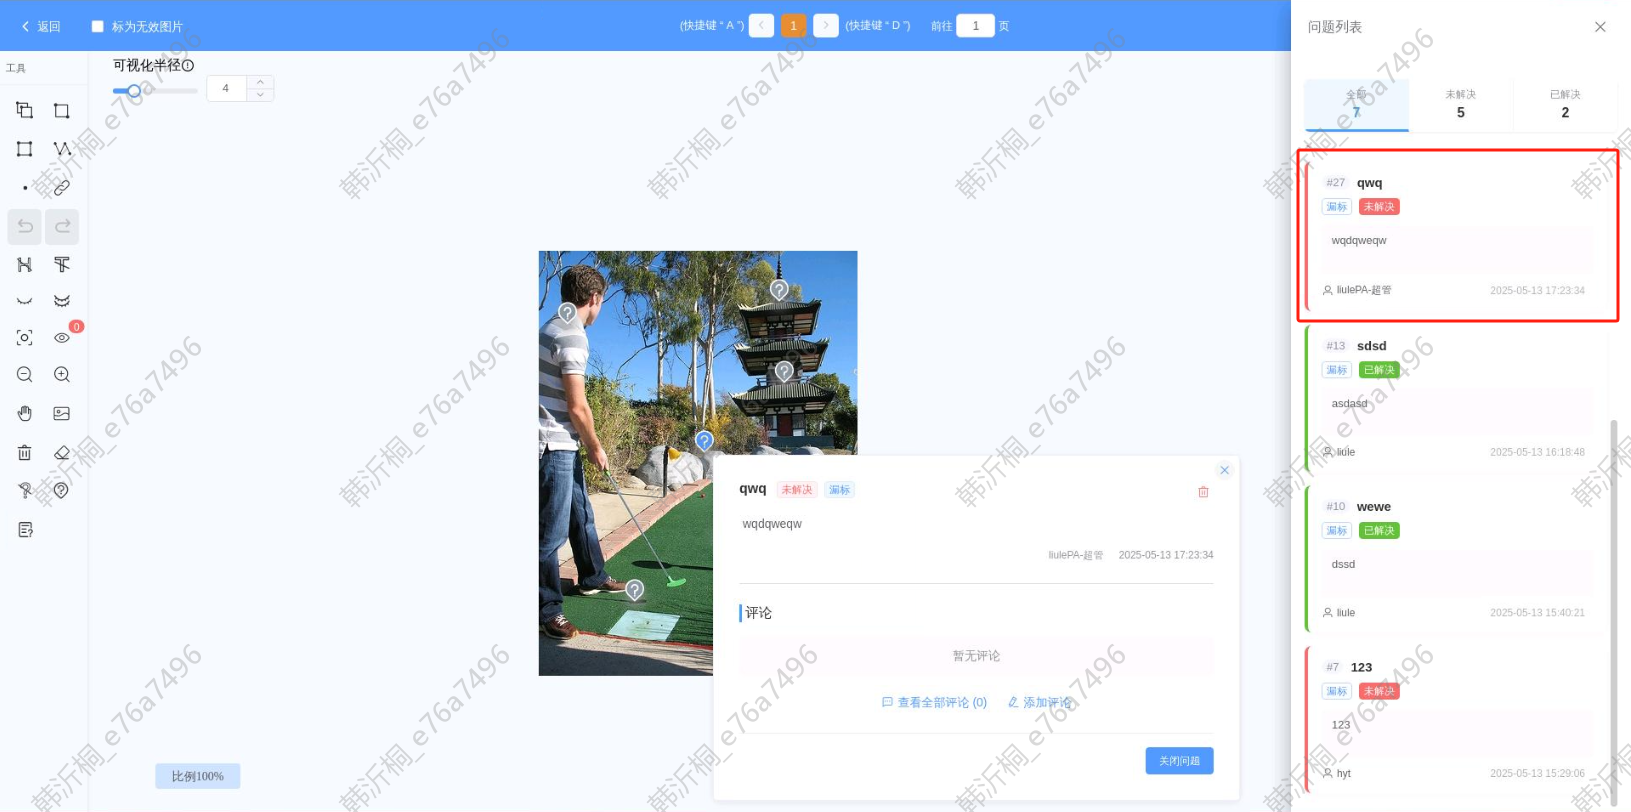 返回
标为无效图片
(快捷键 “ A ”)
1
(快捷键 “ D ”)
前往 1 页
问题列表
工具
可视化半径
4
0
全部
7
未解决
5
已解决
2
#27 qwq
漏标 未解决
wqdqweqw
liulePA-超管 2025-05-13 17:23:34
#13 sdsd
漏标 已解决
asdasd
liule 2025-05-13 16:18:48
#10 wewe
漏标 已解决
dssd
liule 2025-05-13 15:40:21
#7 123
漏标 未解决
123
hyt 2025-05-13 15:29:06
qwq 未解决 漏标
wqdqweqw
liulePA-超管 2025-05-13 17:23:34
评论
暂无评论
查看全部评论 (0) 添加评论
关闭问题
比例100%
韩沂桐_e76a7496